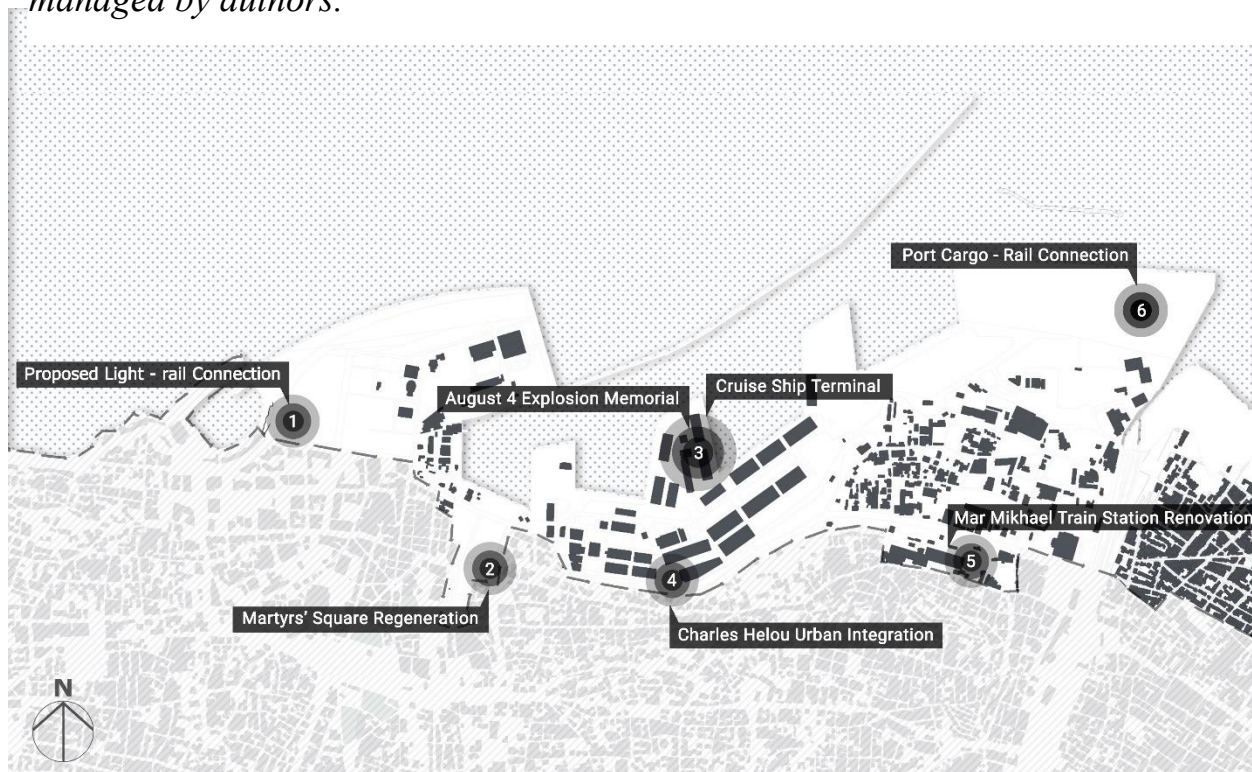 managed by authors.
Port Cargo - Rail Connection
6
Proposed Light - rail Connection
1
August 4 Explosion Memorial
Cruise Ship Terminal
3
Mar Mikhael Train Station Renovation
5
2
4
Martyrs’ Square Regeneration
Charles Helou Urban Integration
N